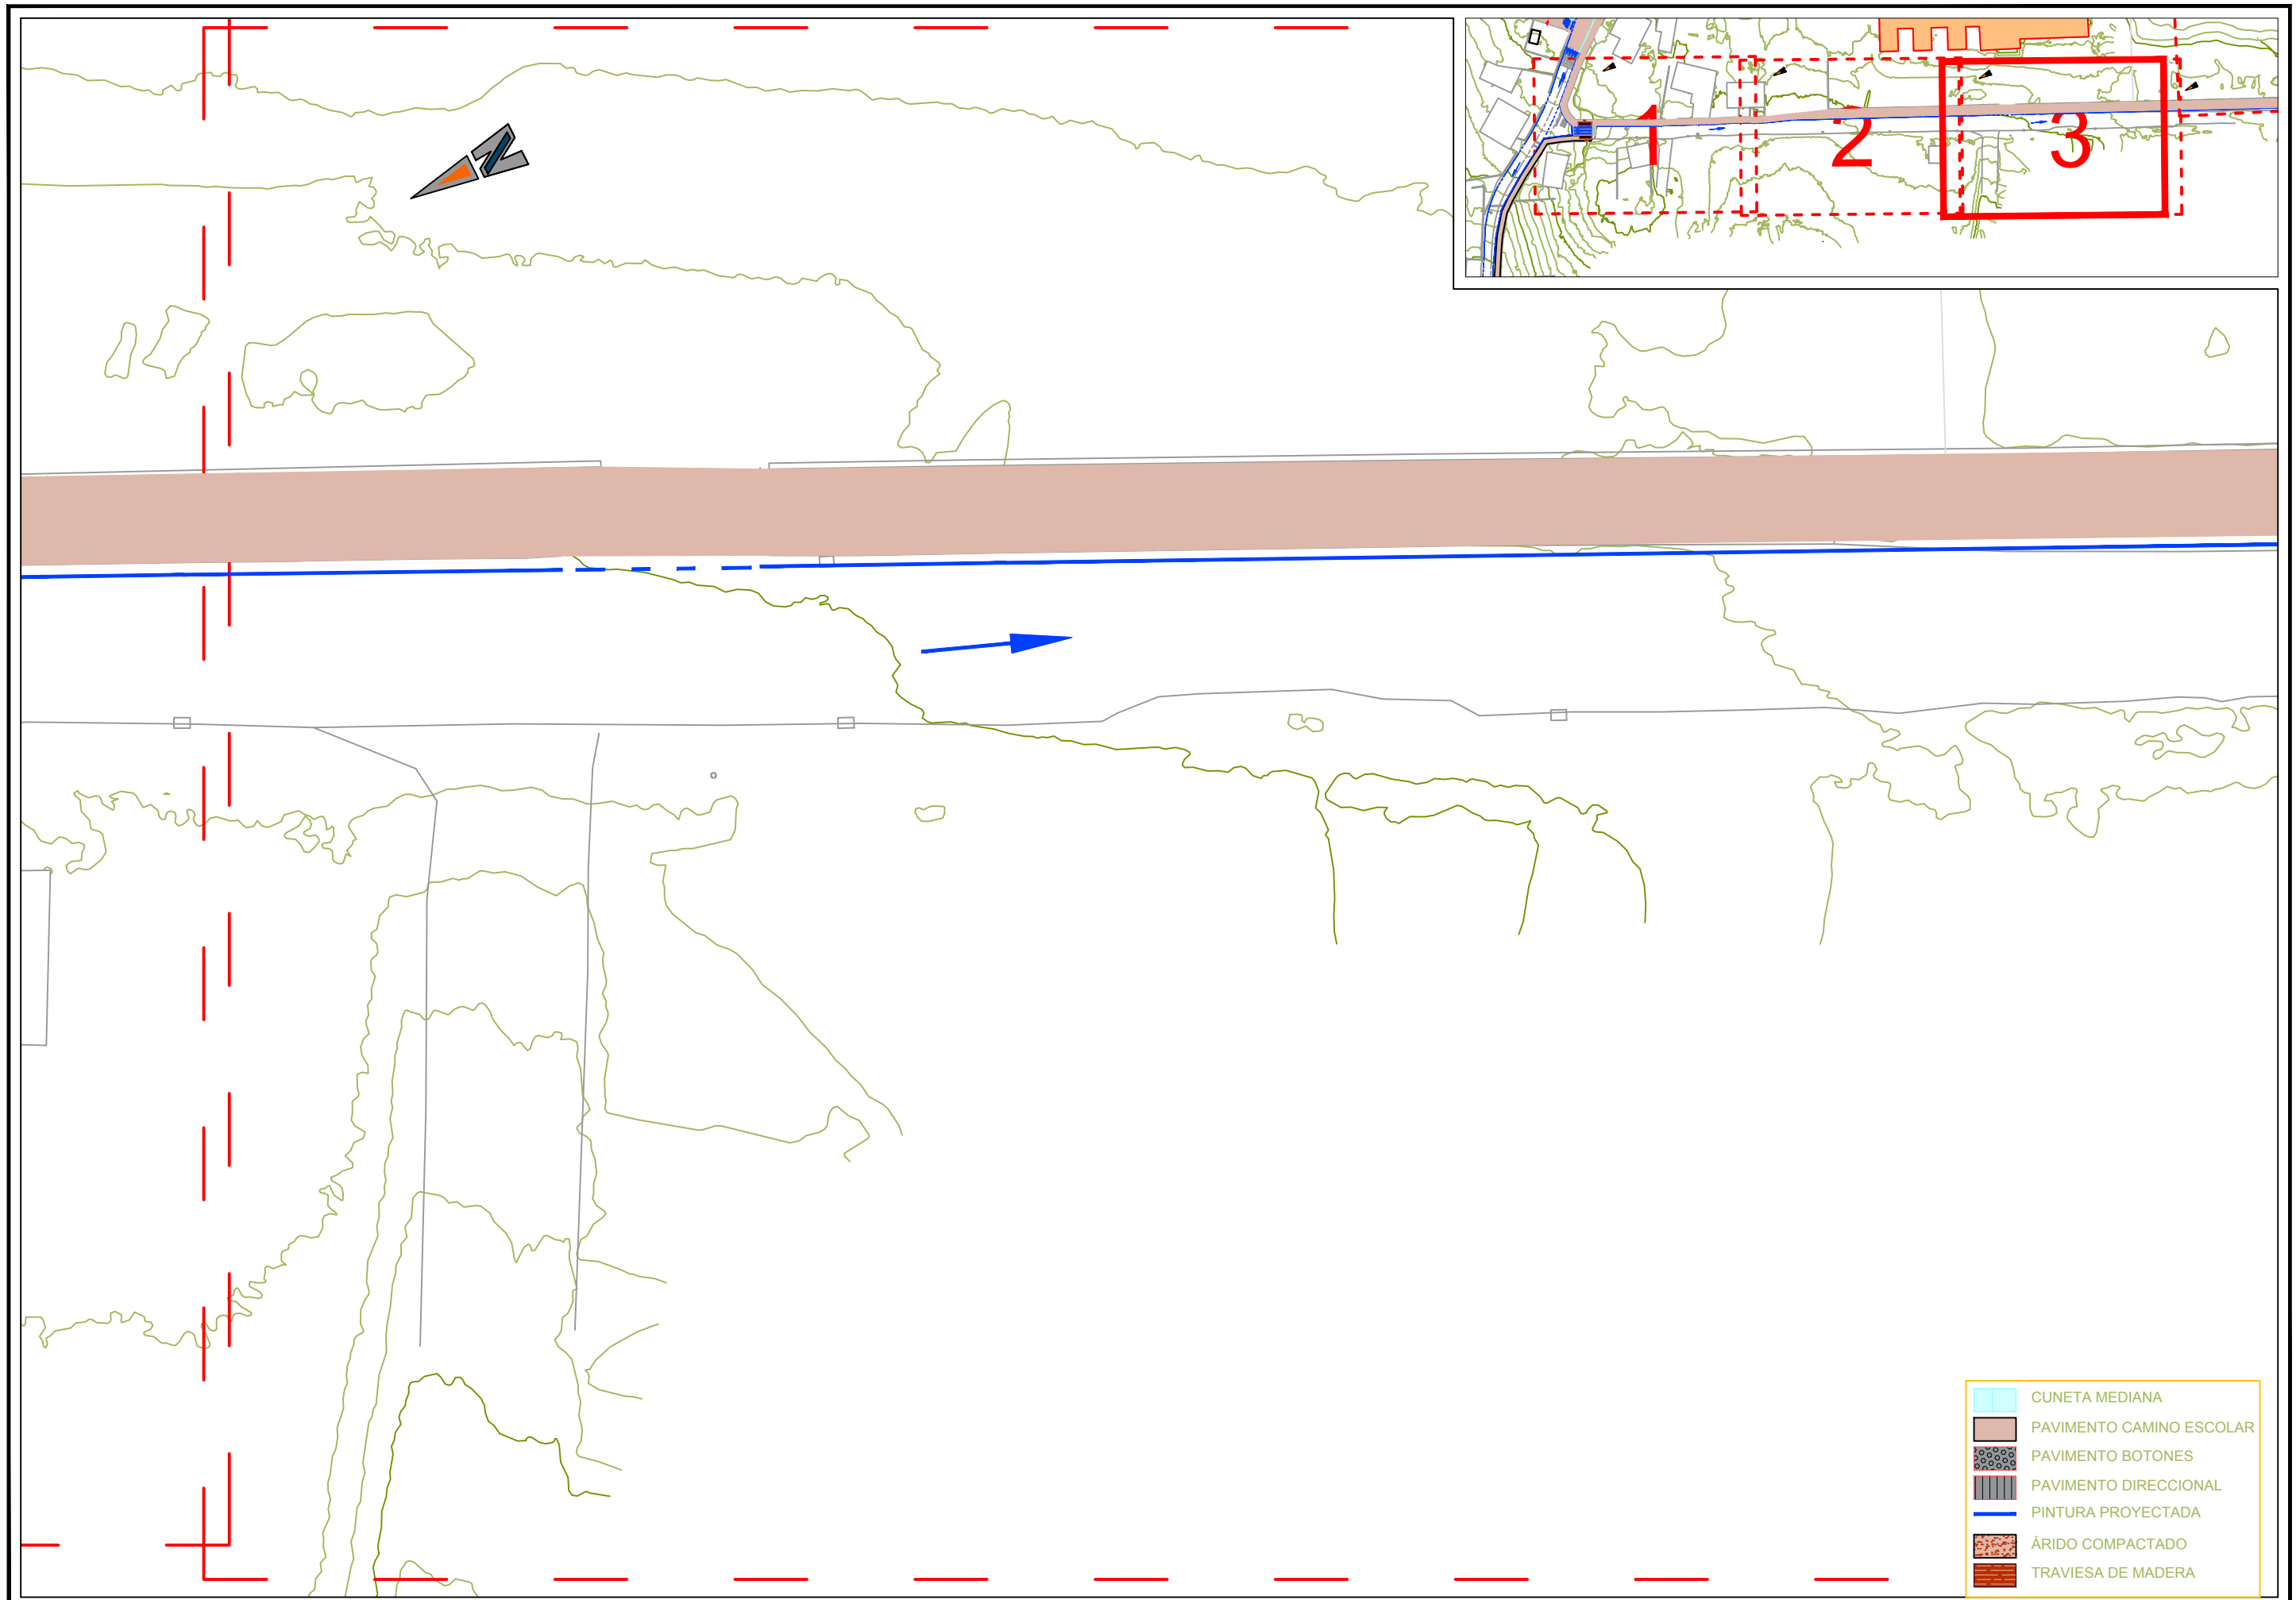 N
1
2
3
CUNETA MEDIANA
PAVIMENTO CAMINO ESCOLAR
PAVIMENTO BOTONES
PAVIMENTO DIRECCIONAL
PINTURA PROYECTADA
ÁRIDO COMPACTADO
TRAVIESA DE MADERA